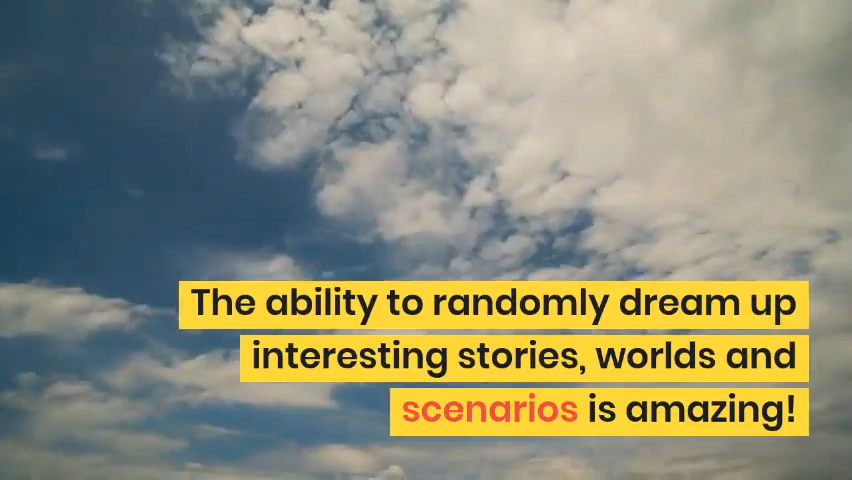 The ability to randomly dream up
interesting stories, worlds and
scenarios is amazing!